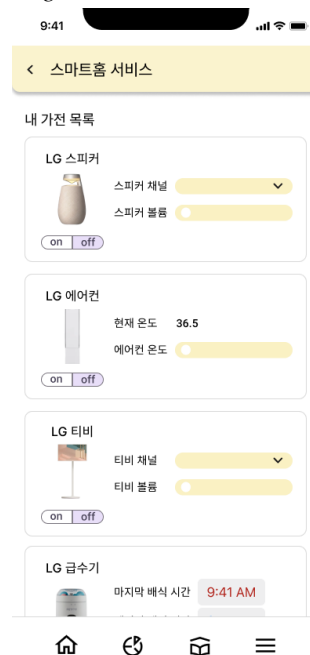 9:41
스마트홈 서비스
내 가전 목록
LG 스피커
스피커 채널
스피커 볼륨
on off
LG 에어컨
현재 온도 36.5
에어컨 온도
on off
LG 티비
티비 채널
티비 볼륨
on off
LG 급수기
마지막 배식 시간 9:41 AM